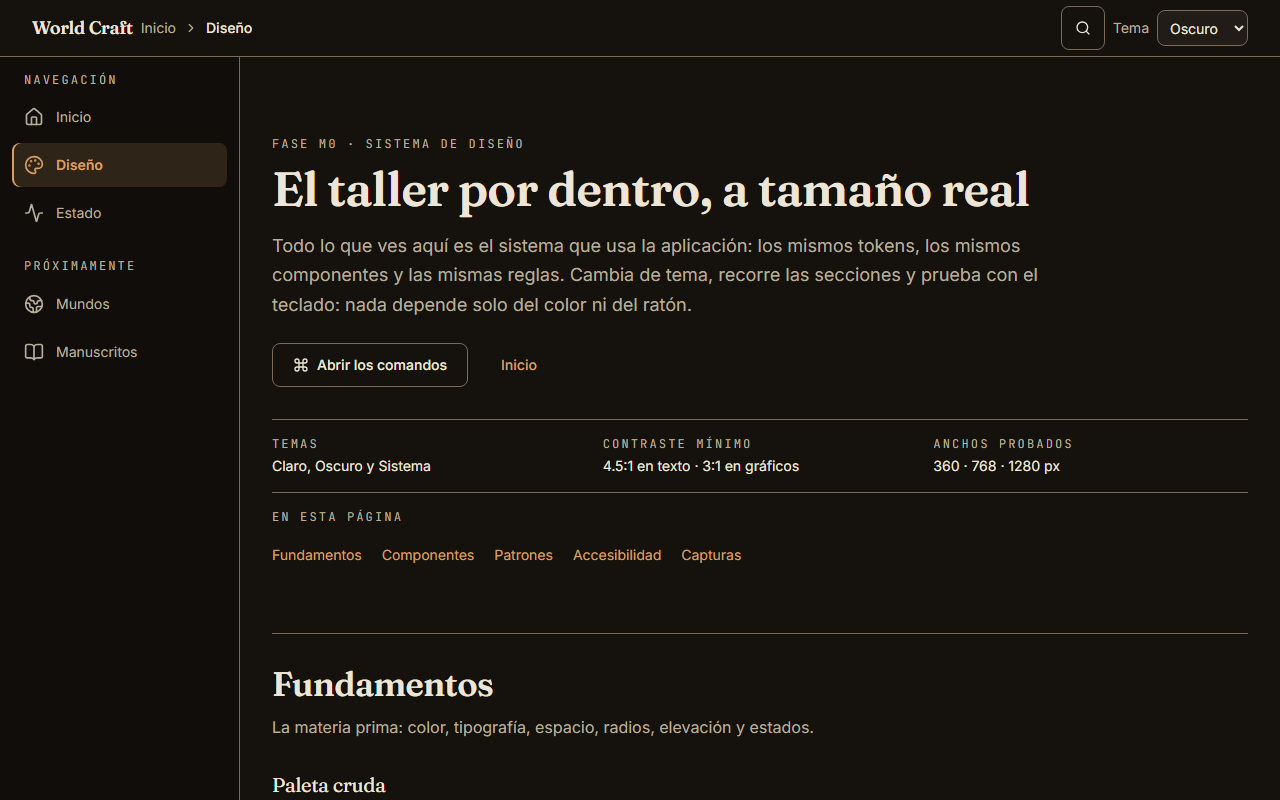 World Craft Inicio > Diseño
Tema Oscuro
NAVEGACIÓN
Inicio
Diseño
Estado
PRÓXIMAMENTE
Mundos
Manuscritos
FASE M0 · SISTEMA DE DISEÑO
El taller por dentro, a tamaño real
Todo lo que ves aquí es el sistema que usa la aplicación: los mismos tokens, los mismos
componentes y las mismas reglas. Cambia de tema, recorre las secciones y prueba con el
teclado: nada depende solo del color ni del ratón.
⌘ Abrir los comandos Inicio
TEMAS CONTRASTE MÍNIMO ANCHOS PROBADOS
Claro, Oscuro y Sistema 4.5:1 en texto · 3:1 en gráficos 360 · 768 · 1280 px
EN ESTA PÁGINA
Fundamentos Componentes Patrones Accesibilidad Capturas
Fundamentos
La materia prima: color, tipografía, espacio, radios, elevación y estados.
Paleta cruda